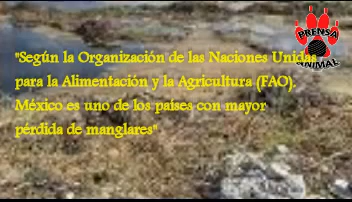 PRENSA
ANIMAL
"Según la Organización de las Naciones Unidas
para la Alimentación y la Agricultura (FAO),
México es uno de los países con mayor
pérdida de manglares"